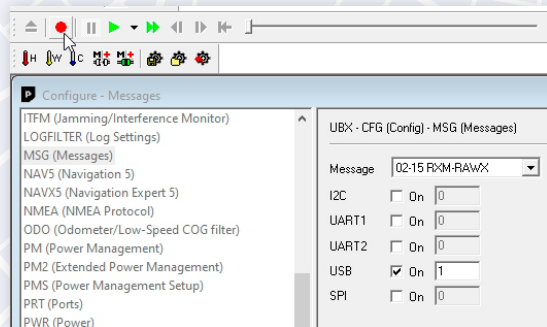 H W C
Configure - Messages
ITFM (Jamming/Interference Monitor)
LOGFILTER (Log Settings)
MSG (Messages)
NAV5 (Navigation 5)
NAVX5 (Navigation Expert 5)
NMEA (NMEA Protocol)
ODO (Odometer/Low-Speed COG filter)
PM (Power Management)
PM2 (Extended Power Management)
PMS (Power Management Setup)
PRT (Ports)
PWR (Power)
UBX - CFG (Config) - MSG (Messages)
Message 02-15 RXM-RAWX
I2C On 0
UART1 On 0
UART2 On 0
USB On 1
SPI On 0